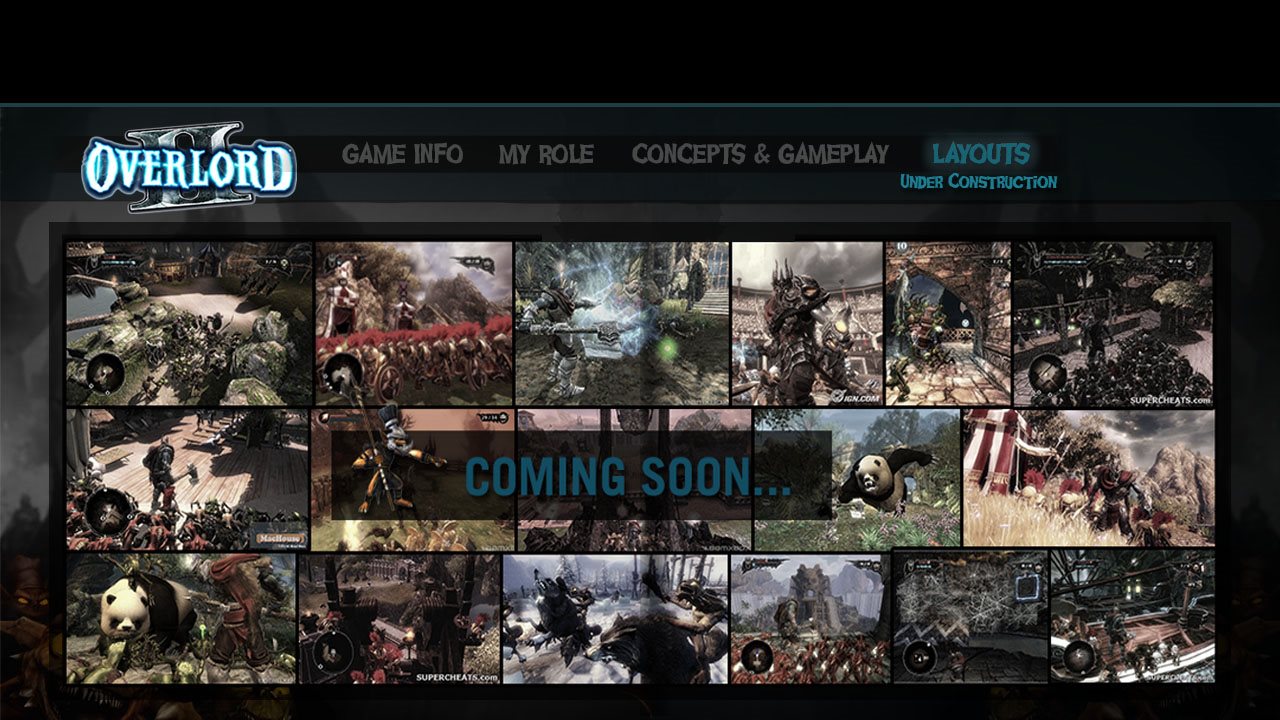 OVERLORD
II
GAME INFO
MY ROLE
CONCEPTS & GAMEPLAY
LAYOUTS
UNDER CONSTRUCTION
IGN.COM
SUPERCHEATS.com
COMING SOON...
MacHouse
SUPERCHEATS.com